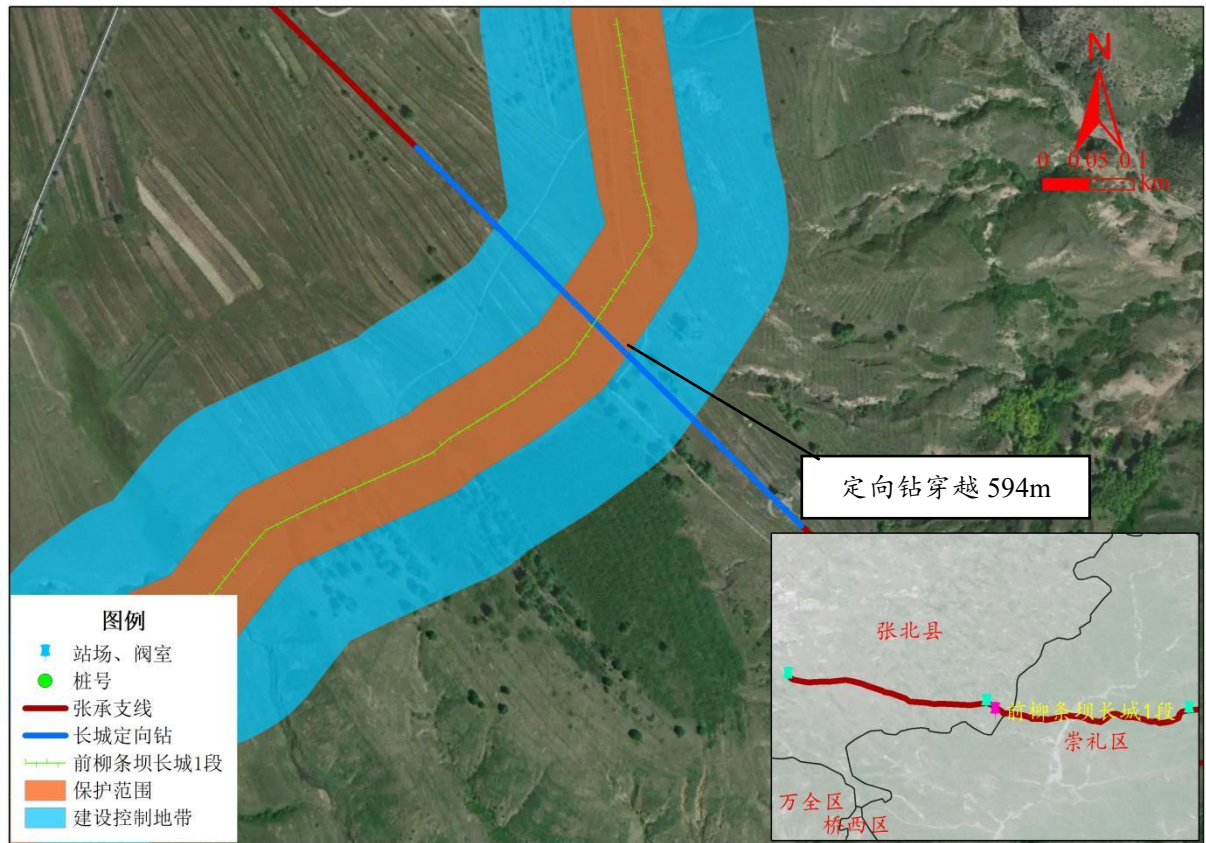 N
0 0.05 0.1
km
定向钻穿越 594m
图例
站场、阀室
桩号
张承支线
长城定向钻
前柳条坝长城1段
保护范围
建设控制地带
张北县
前柳条坝长城1段
崇礼区
万全区
桥西区